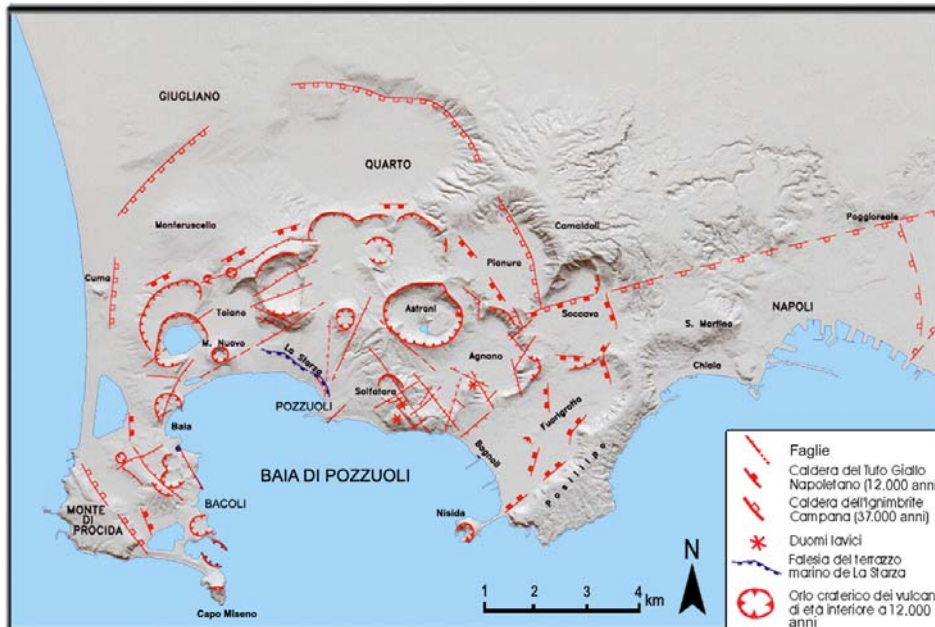 GIUGLIANO
QUARTO
Monteruscello
Camaldoli
Poggioreale
Cuma
Pianura
Toiano
Astroni
Soccavo
NAPOLI
S. Martino
M. Nuovo
La Starza
Agnano
Chiaia
POZZUOLI
Solfatara
Fuorigrotta
Baia
Bagnoli
Posillipo
BAIA DI POZZUOLI
BACOLI
Nisida
MONTE
DI
PROCIDA
Capo Miseno
N
1 2 3 4
km
Faglie
Caldera del Tufo Giallo
Napoletano (12.000 anni)
Caldera dell'Ignimbrite
Campana (37.000 anni)
Duomi lavici
Falesia del terrazzo
marino de La Starza
Orlo craterico dei vulcan
di età inferiore a 12.000
anni